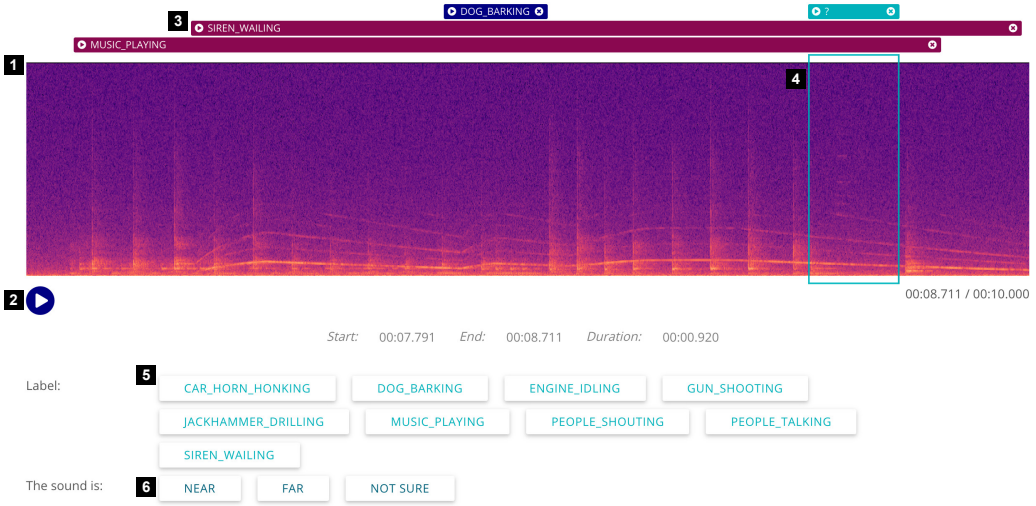 DOG_BARKING
?
3
SIREN_WAILING
MUSIC_PLAYING
1
4
2
00:08.711 / 00:10.000
Start: 00:07.791 End: 00:08.711 Duration: 00:00.920
5
Label: CAR_HORN_HONKING DOG_BARKING ENGINE_IDLING GUN_SHOOTING
JACKHAMMER_DRILLING MUSIC_PLAYING PEOPLE_SHOUTING PEOPLE_TALKING
SIREN_WAILING
The sound is: 6 NEAR FAR NOT SURE